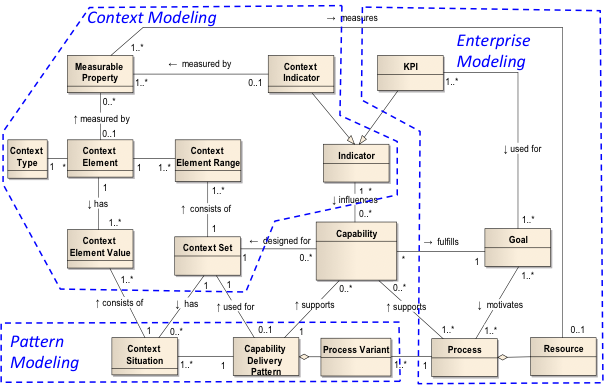 Context Modeling
→ measures
Enterprise
Modeling
1..*
Measurable
Property
1..*
← measured by
0..1
Context
Indicator
KPI
1..*
0..*
↑ measured by
0..1
Context
Type
1
*
Context
Element
1
1..*
Context
Element Range
Indicator
↓ used for
1
1..*
1..*
↓ has
↑ consists of
↓ influences
1..*
1
0..*
1..*
Context
Element Value
Context Set
1
← designed for
0..*
Capability
*
→ fulfills
1
Goal
1..*
1
1
0..*
0..*
1..*
↑ consists of
↓ has
↑ used for
↑ supports
↑ supports
↓ motivates
1
0..*
0..1
1
1..*
1..*
0..1
Pattern
Modeling
Context
Situation
1..*
1
Capability
Delivery
Pattern
Process Variant
1..*
1
Process
Resource